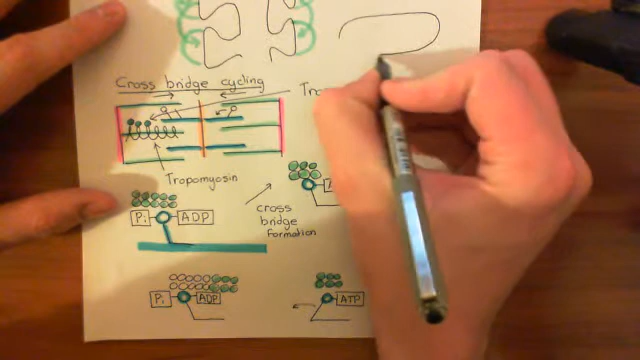 Cross bridge cycling
Tropomyosin
Pi ADP
cross
bridge
formation
Pi ADP
ATP